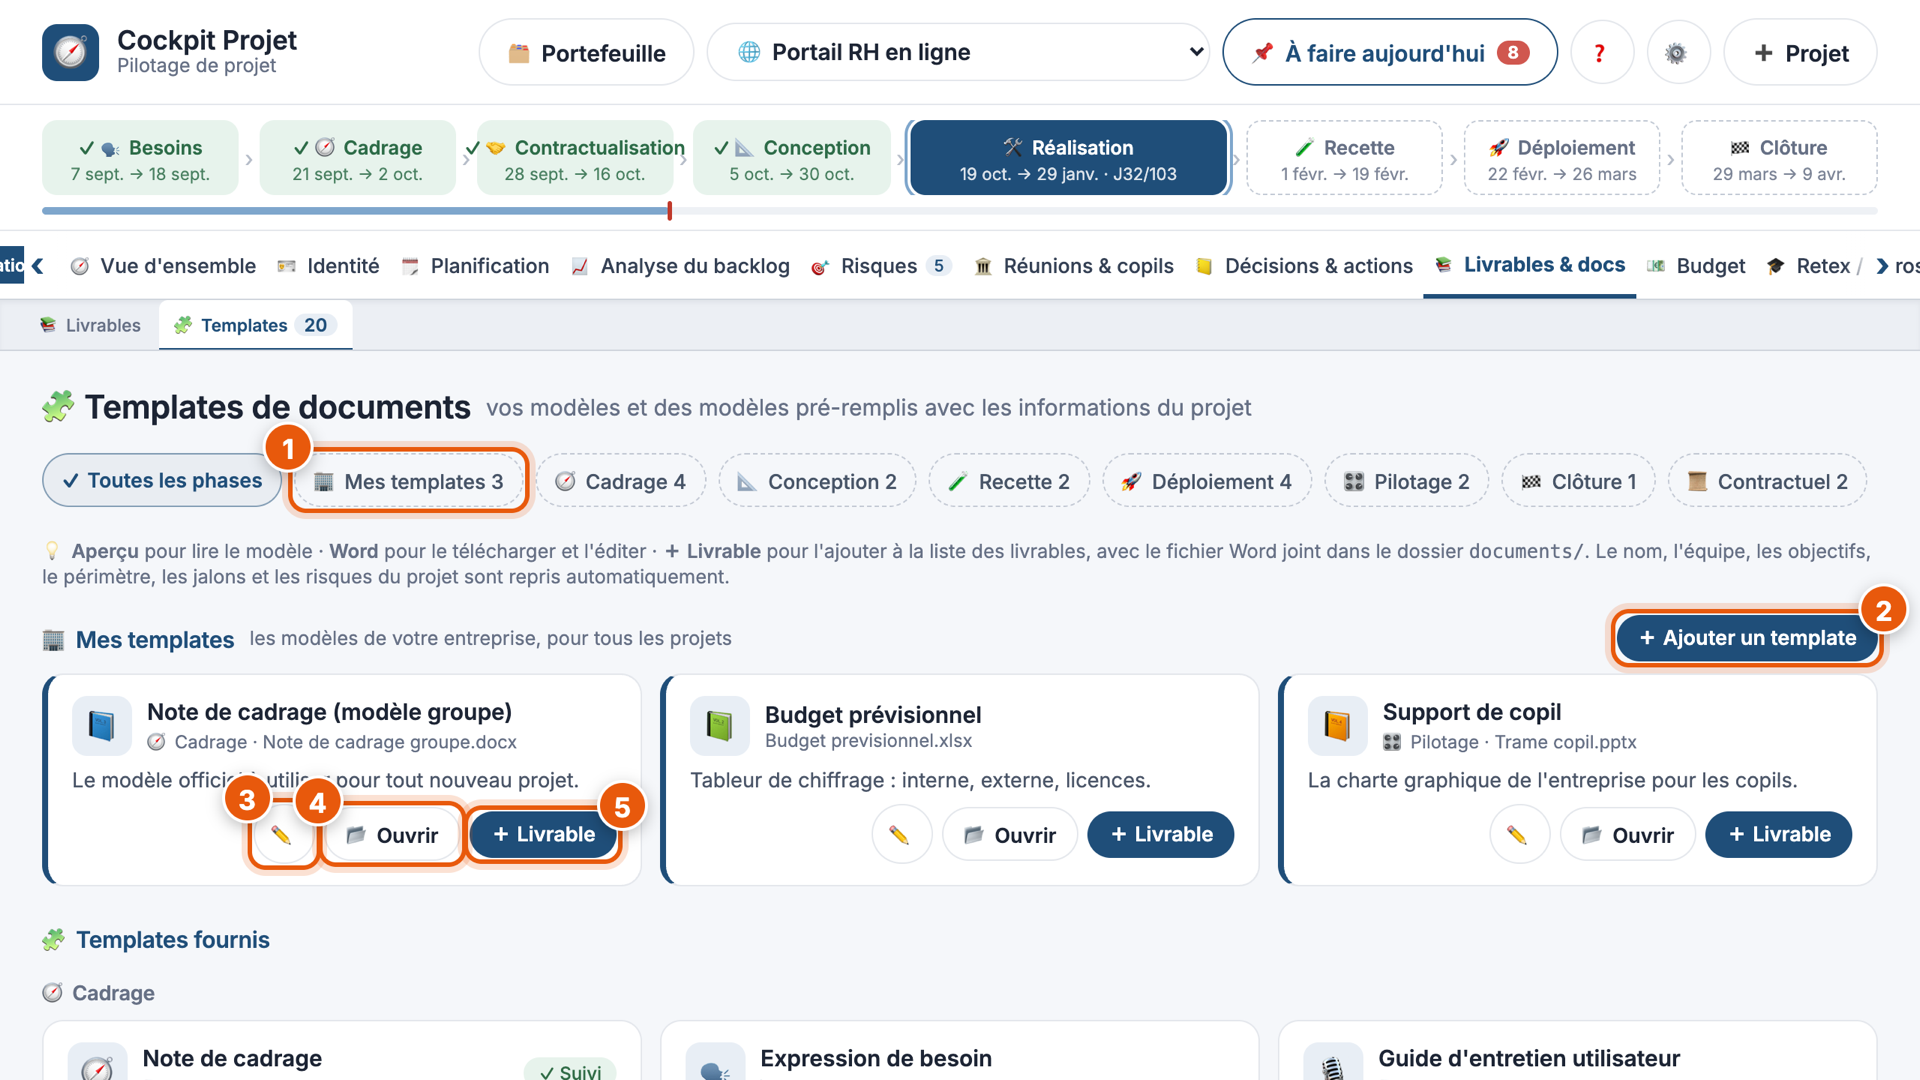 Cockpit Projet
Pilotage de projet
Portefeuille
Portail RH en ligne
À faire aujourd'hui 8
?
+ Projet
✓ Besoins
7 sept. → 18 sept.
✓ Cadrage
21 sept. → 2 oct.
✓ Contractualisation
28 sept. → 16 oct.
✓ Conception
5 oct. → 30 oct.
Réalisation
19 oct. → 29 janv. · J32/103
Recette
1 févr. → 19 févr.
Déploiement
22 févr. → 26 mars
Clôture
29 mars → 9 avr.
atio
Vue d'ensemble
Identité
Planification
Analyse du backlog
Risques 5
Réunions & copils
Décisions & actions
Livrables & docs
Budget
Retex /
ros
Livrables
Templates 20
Templates de documents vos modèles et des modèles pré-remplis avec les informations du projet
1
✓ Toutes les phases
Mes templates 3
Cadrage 4
Conception 2
Recette 2
Déploiement 4
Pilotage 2
Clôture 1
Contractuel 2
Aperçu pour lire le modèle · Word pour le télécharger et l'éditer · + Livrable pour l'ajouter à la liste des livrables, avec le fichier Word joint dans le dossier documents/. Le nom, l'équipe, les objectifs,
le périmètre, les jalons et les risques du projet sont repris automatiquement.
Mes templates les modèles de votre entreprise, pour tous les projets
+ Ajouter un template
2
Note de cadrage (modèle groupe)
Cadrage · Note de cadrage groupe.docx
Le modèle pour tout nouveau projet.
3
4
Ouvrir
+ Livrable
5
Budget prévisionnel
Budget previsionnel.xlsx
Tableur de chiffrage : interne, externe, licences.
Ouvrir
+ Livrable
Support de copil
Pilotage · Trame copil.pptx
La charte graphique de l'entreprise pour les copils.
Ouvrir
+ Livrable
Templates fournis
Cadrage
Note de cadrage
✓ Suivi
Expression de besoin
Guide d'entretien utilisateur